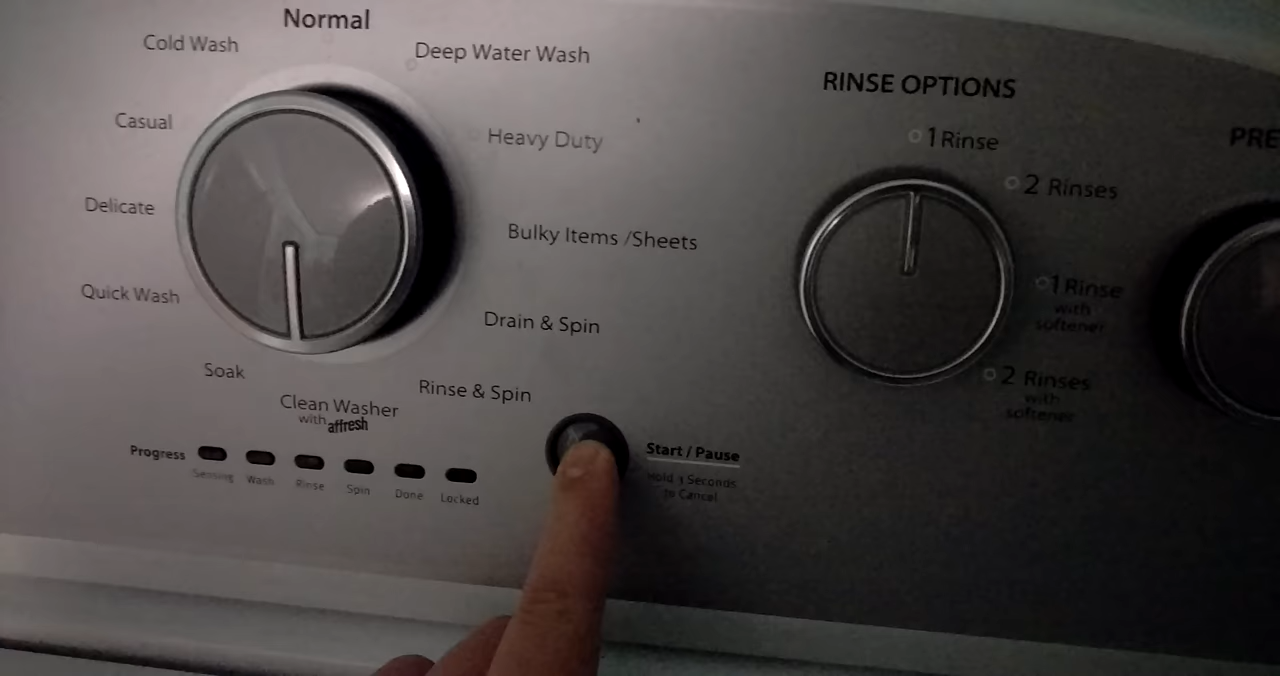 Normal
Cold Wash
Deep Water Wash
Casual
Heavy Duty
Delicate
Bulky Items /Sheets
Quick Wash
Drain & Spin
Soak
Rinse & Spin
Clean Washer
with affresh
Progress
Sensing
Wash
Rinse
Spin
Done
Locked
Start / Pause
Hold 3 Seconds
to Cancel
RINSE OPTIONS
1 Rinse
2 Rinses
1 Rinse
with
softener
2 Rinses
with
softener
PRE